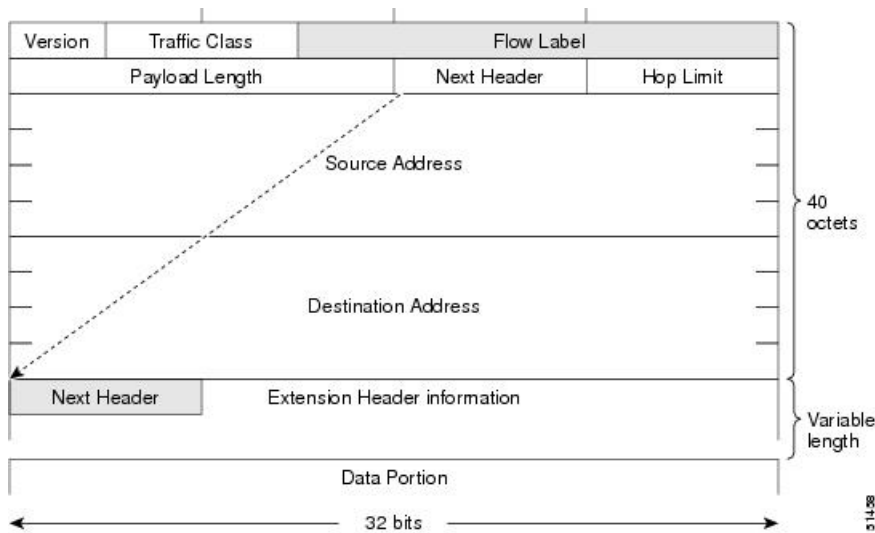 Version Traffic Class Flow Label
Payload Length Next Header Hop Limit
Source Address
40
octets
Destination Address
Next Header Extension Header information
Variable
length
Data Portion
32 bits
51458